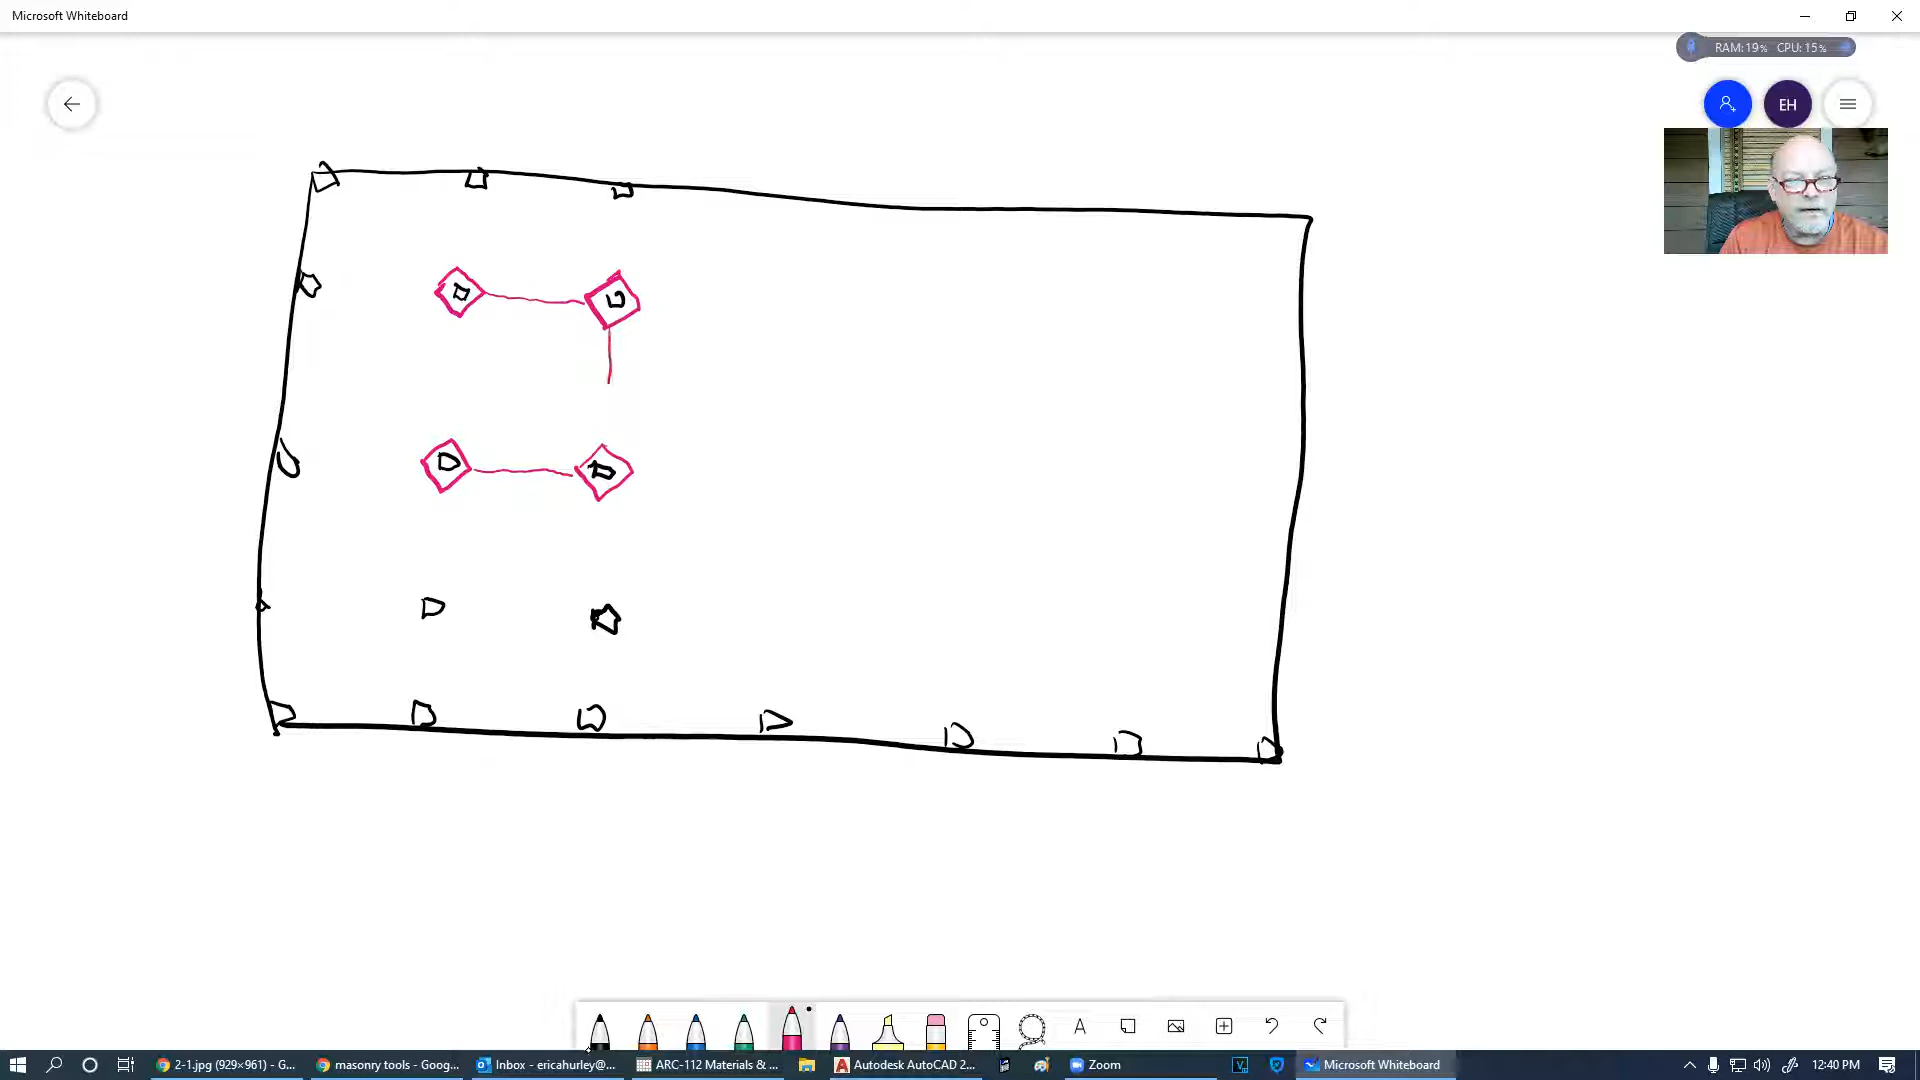 Microsoft Whiteboard
RAM:19% CPU:15%
EH
A
2-1.jpg (929×961) - G...
masonry tools - Goog...
Inbox - ericahurley@...
ARC-112 Materials & ...
Autodesk AutoCAD 2...
Zoom
Microsoft Whiteboard
12:40 PM